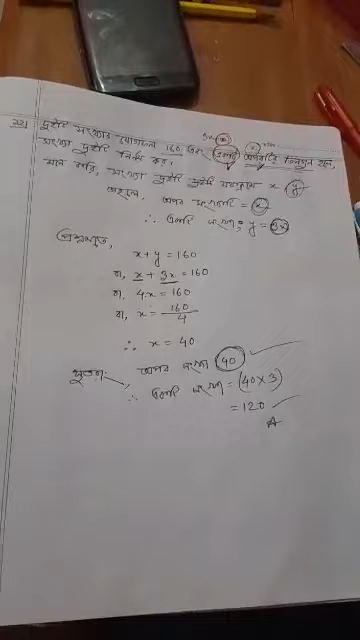 দুইটি সংখ্যার যোগফল 160 এবং একটি অপরটির তিনগুন হলে,
সংখ্যা দুইটি নির্ণয় কর।
মনে করি, সংখ্যা দুইটি যথাক্রমে x y
তাহলে, অপর সংখ্যাটি = x
∴ একটি সংখ্যা, y = 3x
প্রশ্নমতে,
x + y = 160
বা, x + 3x = 160
বা, 4x = 160
বা, x = 160/4
∴ x = 40
সুতরাং অপর সংখ্যা 40
∴ একটি সংখ্যা = (40 × 3)
= 120